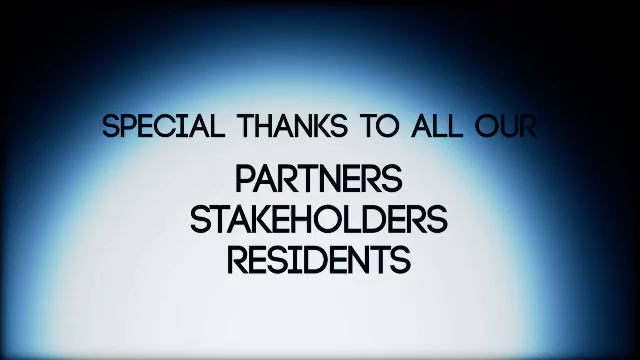 SPECIAL THANKS TO ALL OUR
PARTNERS
STAKEHOLDERS
RESIDENTS